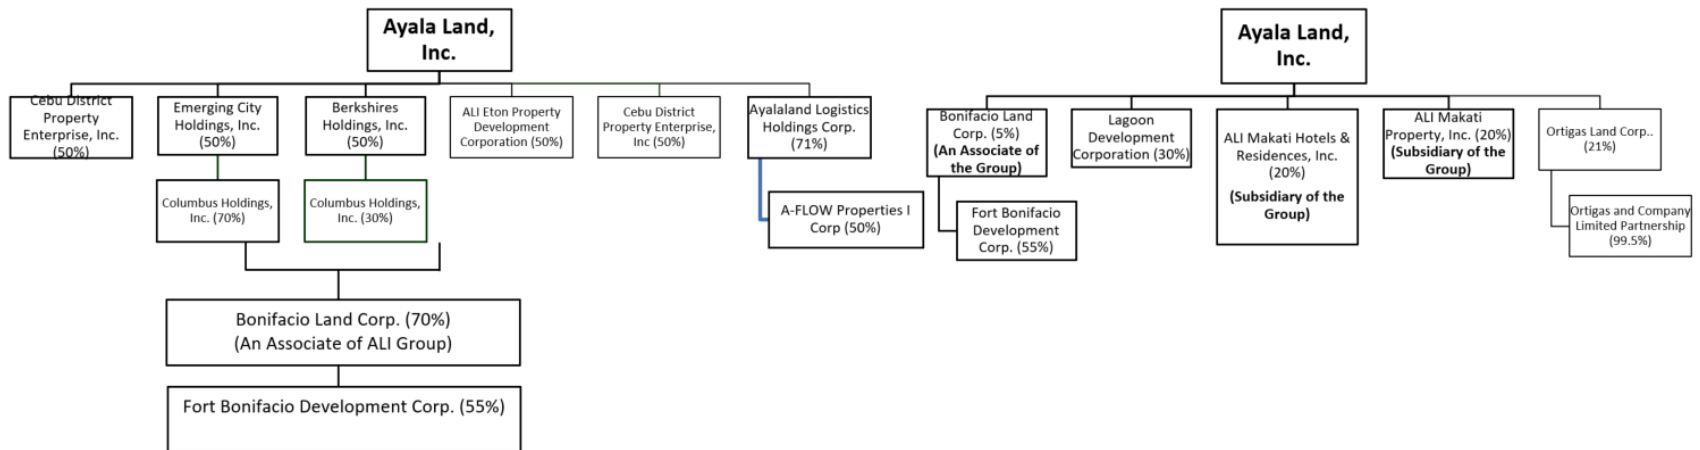 Ayala Land,
Inc.
Cebu District
Property
Enterprise, Inc.
(50%)
Emerging City
Holdings, Inc.
(50%)
Berkshires
Holdings, Inc.
(50%)
ALI Eton Property
Development
Corporation (50%)
Cebu District
Property Enterprise,
Inc (50%)
Ayalaland Logistics
Holdings Corp.
(71%)
Columbus Holdings,
Inc. (70%)
Columbus Holdings,
Inc. (30%)
A-FLOW Properties I
Corp (50%)
Bonifacio Land Corp. (70%)
(An Associate of ALI Group)
Fort Bonifacio Development Corp. (55%)
Ayala Land,
Inc.
Bonifacio Land
Corp. (5%)
(An Associate of
the Group)
Lagoon
Development
Corporation (30%)
ALI Makati Hotels &
Residences, Inc.
(20%)
(Subsidiary of the
Group)
ALI Makati
Property, Inc. (20%)
(Subsidiary of the
Group)
Ortigas Land Corp..
(21%)
Fort Bonifacio
Development
Corp. (55%)
Ortigas and Company
Limited Partnership
(99.5%)